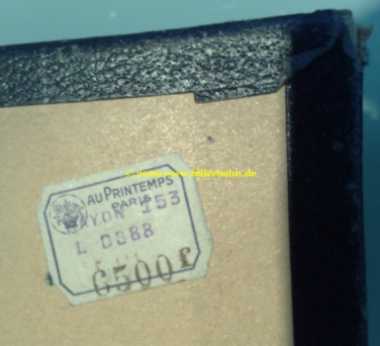 AU PRINTEMPS
PARIS
153
L 0388
6500f